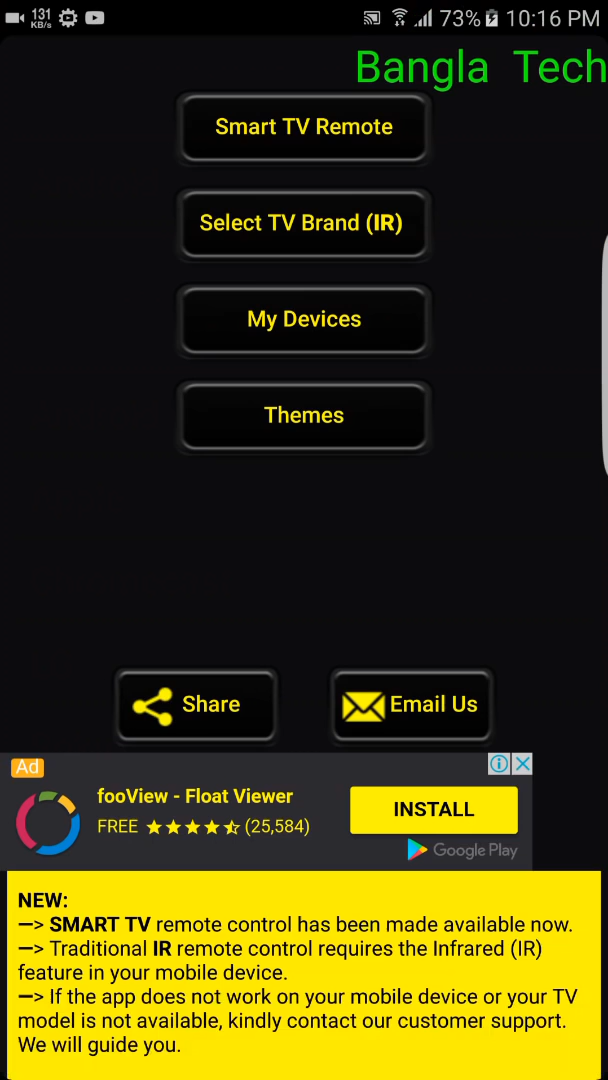 131 KB/s 73% 10:16 PM
Bangla Tech
Smart TV Remote
Select TV Brand (IR)
My Devices
Themes
Share
Email Us
Ad
fooView - Float Viewer
FREE ★★★★⯪ (25,584)
INSTALL
Google Play
NEW:
—> SMART TV remote control has been made available now.
—> Traditional IR remote control requires the Infrared (IR)
feature in your mobile device.
—> If the app does not work on your mobile device or your TV
model is not available, kindly contact our customer support.
We will guide you.